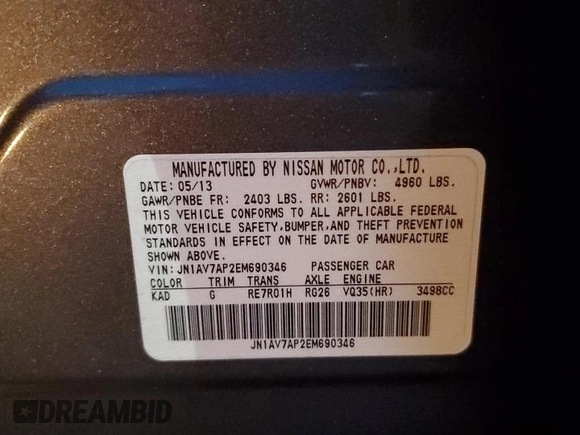 MANUFACTURED BY NISSAN MOTOR CO.,LTD.
DATE: 05/13 GVWR/PNBV: 4960 LBS.
GAWR/PNBE FR: 2403 LBS. RR: 2601 LBS.
THIS VEHICLE CONFORMS TO ALL APPLICABLE FEDERAL
MOTOR VEHICLE SAFETY,BUMPER,AND THEFT PREVENTION
STANDARDS IN EFFECT ON THE DATE OF MANUFACTURE
SHOWN ABOVE.
VIN: JN1AV7AP2EM690346 PASSENGER CAR
COLOR TRIM TRANS AXLE ENGINE
KAD G RE7R01H RG26 VQ35(HR) 3498CC
JN1AV7AP2EM690346
DREAMBID